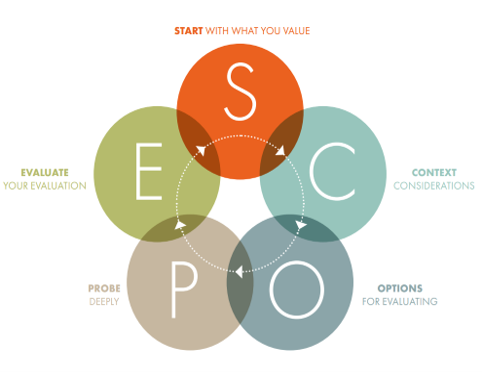 START WITH WHAT YOU VALUE
S
C
CONTEXT
CONSIDERATIONS
O
OPTIONS
FOR EVALUATING
P
PROBE
DEEPLY
E
EVALUATE
YOUR EVALUATION